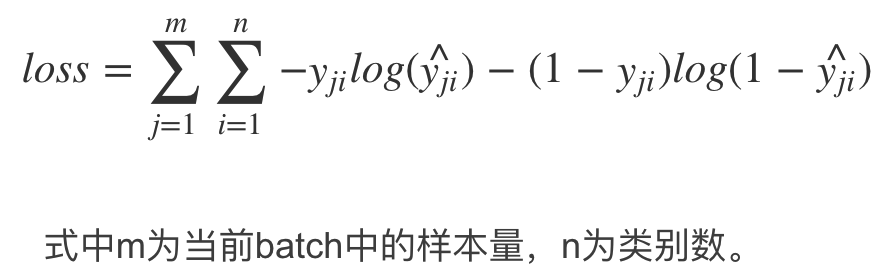 loss = \sum_{j=1}^{m} \sum_{i=1}^{n} -y_{ji}log(\hat{y_{ji}}) - (1 - y_{ji})log(1 - \hat{y_{ji}})
式中m为当前batch中的样本量，n为类别数。